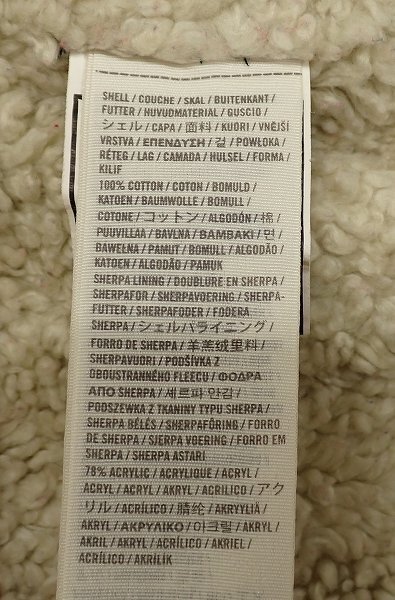 SHELL / COUCHE / SKAL / BUITENKANT /
FUTTER / HUVUDMATERIAL / GUSCIO /
シェル / CAPA / 面料 / KUORI / VNĚJŠÍ
VRSTVA / ΕΠΕΝΔΥΣΗ / 겉 / POWŁOKA /
RÉTEG / LAG / CAMADA / HULSEL / FORMA /
KILIF
100% COTTON / COTON / BOMULD /
KATOEN / BAUMWOLLE / BOMULL /
COTONE / コットン / ALGODÓN / 棉 /
PUUVILLAA / BAVLNA / ΒΑΜΒΑΚΙ / 면 /
BAWEŁNA / PAMUT / BOMULL / ALGODÃO /
KATOEN / ALGODÃO / PAMUK
SHERPA LINING / DOUBLURE EN SHERPA /
SHERPAFOR / SHERPAVOERING / SHERPA-
FUTTER / SHERPAFODER / FODERA
SHERPA / シェルパライニング /
FORRO DE SHERPA / 羊羔绒里料 /
SHERPAVUORI / PODŠÍVKA Z
OBOUSTRANNÉHO FLEECU / ΦΟΔΡΑ
ΑΠΟ SHERPA / 셰르파 안감 /
PODSZEWKA Z TKANINY TYPU SHERPA /
SHERPA BÉLÉS / SHERPAFÔRING / FORRO
DE SHERPA / SJERPA VOERING / FORRO EM
SHERPA / SHERPA ASTARI
78% ACRYLIC / ACRYLIQUE / ACRYL /
ACRYL / ACRYL / AKRYL / ACRILICO / アク
リル / ACRÍLICO / 腈纶 / AKRYYLIÄ /
AKRYL / ΑΚΡΥΛΙΚΟ / 아크릴 / AKRYL /
AKRIL / AKRYL / ACRÍLICO / AKRIEL /
ACRÍLICO / AKRİLİK